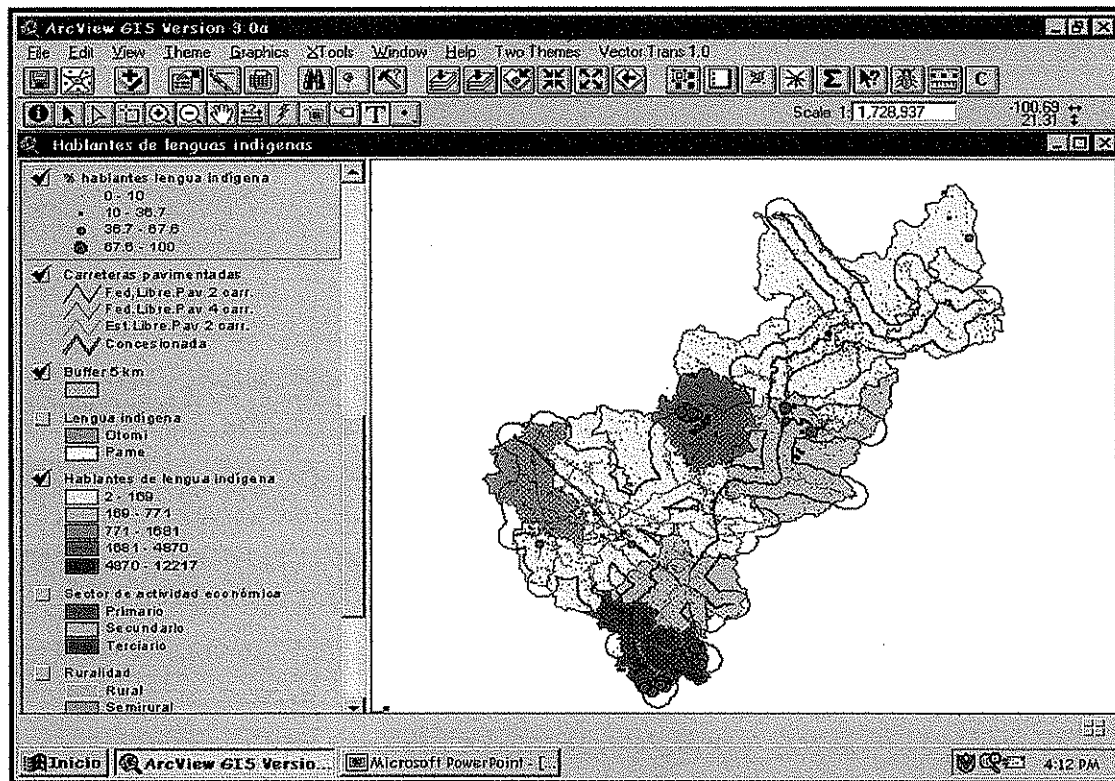 ArcView GIS Version 3.0a
File Edit View Theme Graphics XTools Window Help Two Themes Vector Trans 1.0
Scale 1: 1,728,937
-100.69
21.31
Hablantes de lenguas indígenas
% hablantes lengua indígena
0 - 10
10 - 36.7
36.7 - 67.6
67.6 - 100
Carreteras pavimentadas
Fed.Libre.Pav 2 carr.
Fed.Libre.Pav 4 carr.
Est.Libre.Pav 2 carr.
Concesionada
Buffer 5 km
Lengua indígena
Otomi
Pame
Hablantes de lengua indígena
2 - 169
169 - 771
771 - 1681
1681 - 4870
4870 - 12217
Sector de actividad económica
Primario
Secundario
Terciario
Ruralidad
Rural
Semirural
Inicio
ArcView GIS Versio...
Microsoft PowerPoint - [...
4:12 PM